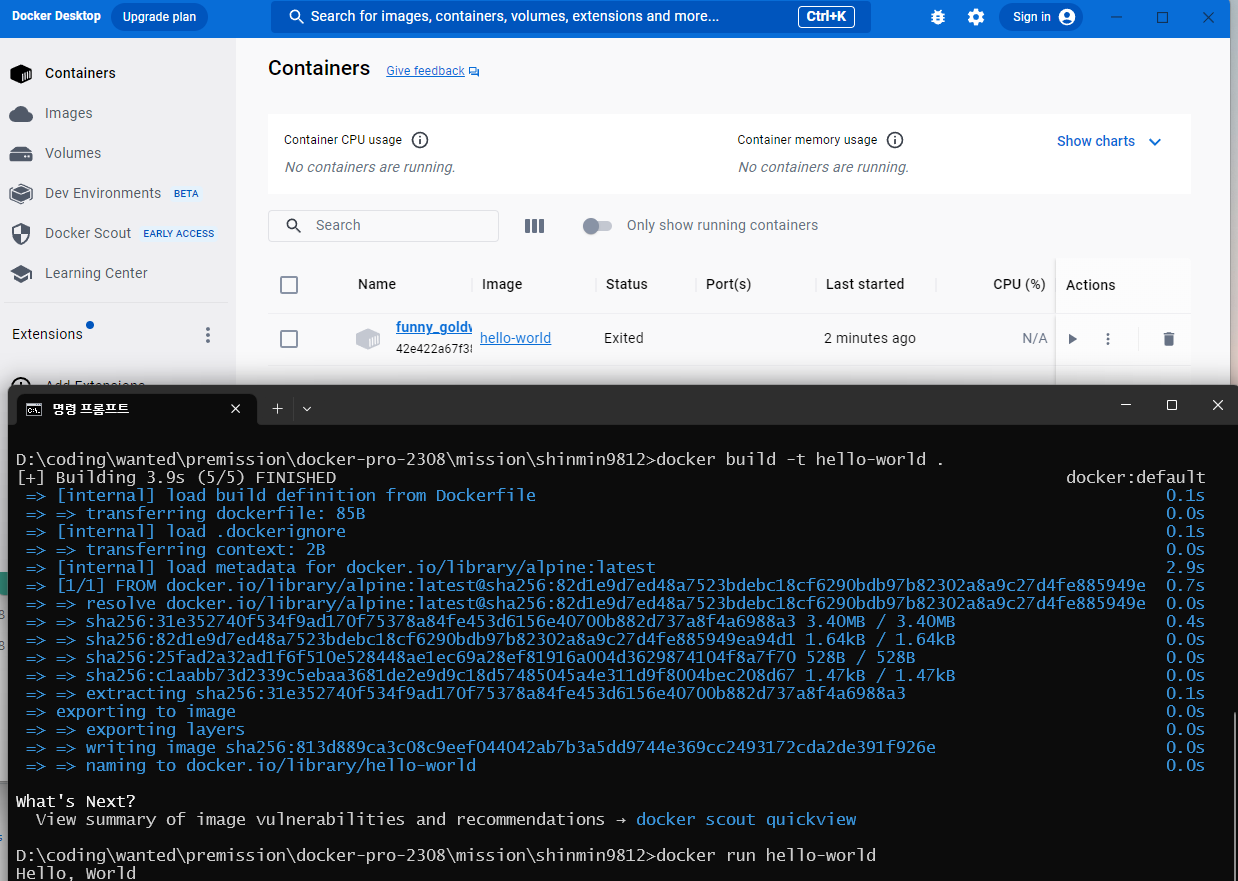 Docker Desktop Upgrade plan Search for images, containers, volumes, extensions and more... Ctrl+K Sign in
Containers
Images
Volumes
Dev Environments BETA
Docker Scout EARLY ACCESS
Learning Center
Extensions
Add Extensions
Containers Give feedback
Container CPU usage
No containers are running.
Container memory usage
No containers are running.
Show charts
Search
Only show running containers
Name Image Status Port(s) Last started CPU (%) Actions
funny_goldw hello-world Exited 2 minutes ago N/A
42e422a67f38
명령 프롬프트
D:\coding\wanted\premission\docker-pro-2308\mission\shinmin9812>docker build -t hello-world .
[+] Building 3.9s (5/5) FINISHED docker:default
=> [internal] load build definition from Dockerfile 0.1s
=> => transferring dockerfile: 85B 0.0s
=> [internal] load .dockerignore 0.1s
=> => transferring context: 2B 0.0s
=> [internal] load metadata for docker.io/library/alpine:latest 2.9s
=> [1/1] FROM docker.io/library/alpine:latest@sha256:82d1e9d7ed48a7523bdebc18cf6290bdb97b82302a8a9c27d4fe885949e 0.7s
=> => resolve docker.io/library/alpine:latest@sha256:82d1e9d7ed48a7523bdebc18cf6290bdb97b82302a8a9c27d4fe885949e 0.0s
=> => sha256:31e352740f534f9ad170f75378a84fe453d6156e40700b882d737a8f4a6988a3 3.40MB / 3.40MB 0.4s
=> => sha256:82d1e9d7ed48a7523bdebc18cf6290bdb97b82302a8a9c27d4fe885949ea94d1 1.64kB / 1.64kB 0.0s
=> => sha256:25fad2a32ad1f6f510e528448ae1ec69a28ef81916a004d3629874104f8a7f70 528B / 528B 0.0s
=> => sha256:c1aabb73d2339c5ebaa3681de2e9d9c18d57485045a4e311d9f8004bec208d67 1.47kB / 1.47kB 0.0s
=> => extracting sha256:31e352740f534f9ad170f75378a84fe453d6156e40700b882d737a8f4a6988a3 0.1s
=> exporting to image 0.0s
=> => exporting layers 0.0s
=> => writing image sha256:813d889ca3c08c9eef044042ab7b3a5dd9744e369cc2493172cda2de391f926e 0.0s
=> => naming to docker.io/library/hello-world 0.0s
What's Next?
View summary of image vulnerabilities and recommendations → docker scout quickview
D:\coding\wanted\premission\docker-pro-2308\mission\shinmin9812>docker run hello-world
Hello, World